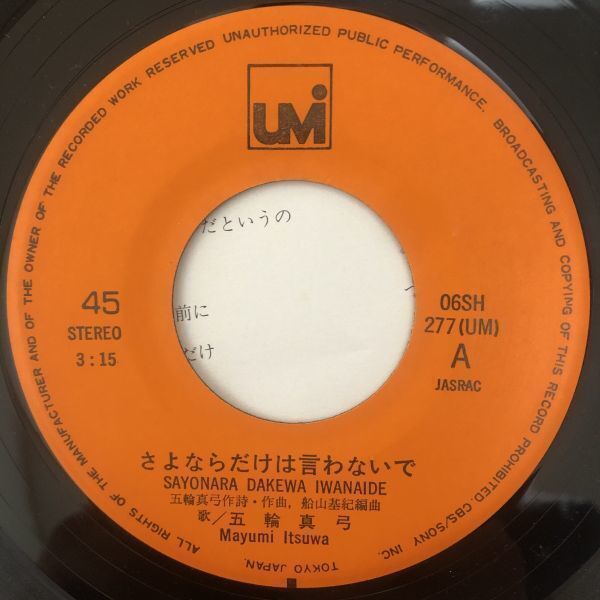 ALL RIGHTS OF THE MANUFACTURER AND OF THE OWNER OF THE RECORDED WORK RESERVED UNAUTHORIZED PUBLIC PERFORMANCE. BROADCASTING AND COPYING OF THIS RECORD PROHIBITED. CBS/SONY INC. TOKYO JAPAN.
UMi
だというの
前に
だけ
45
STEREO
3:15
06SH
277(UM)
A
JASRAC
さよならだけは言わないで
SAYONARA DAKEWA IWANAIDE
五輪真弓作詩・作曲, 船山基紀編曲
歌／五輪真弓
Mayumi Itsuwa